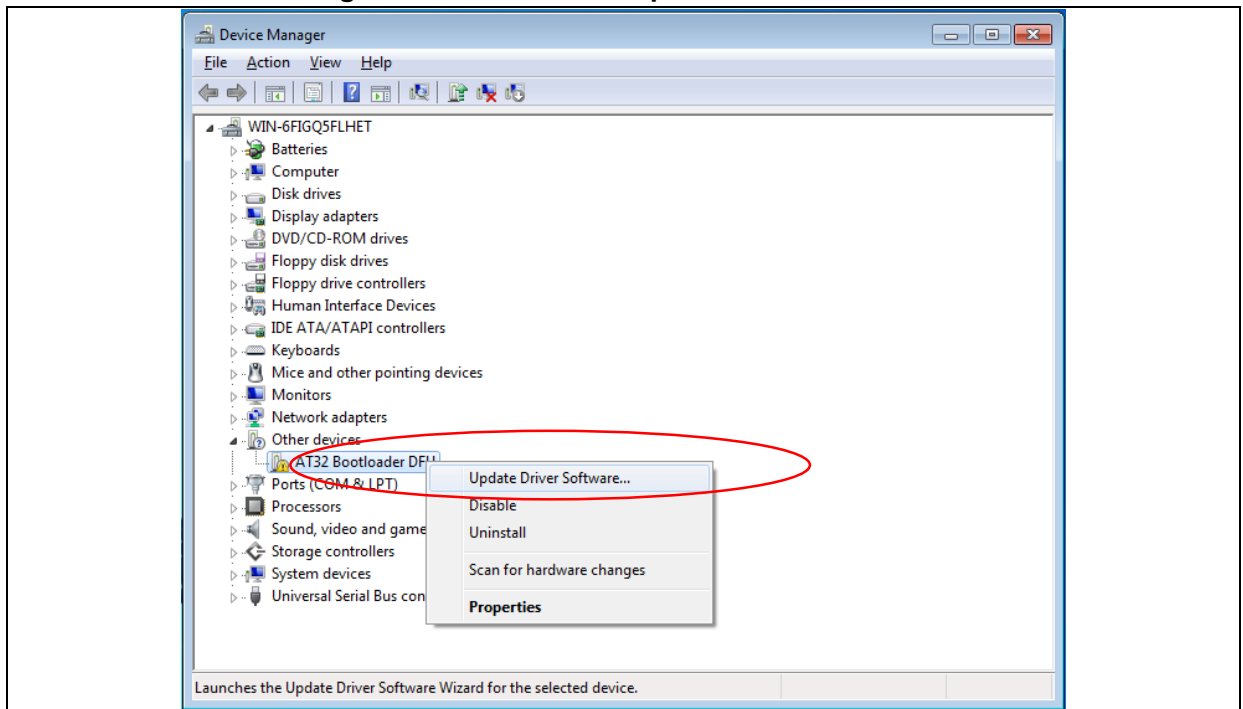 Device Manager
File Action View Help
WIN-6FIGQ5FLHET
Batteries
Computer
Disk drives
Display adapters
DVD/CD-ROM drives
Floppy disk drives
Floppy drive controllers
Human Interface Devices
IDE ATA/ATAPI controllers
Keyboards
Mice and other pointing devices
Monitors
Network adapters
Other devices
AT32 Bootloader DFU
Ports (COM & LPT)
Processors
Sound, video and game
Storage controllers
System devices
Universal Serial Bus con
Update Driver Software...
Disable
Uninstall
Scan for hardware changes
Properties
Launches the Update Driver Software Wizard for the selected device.